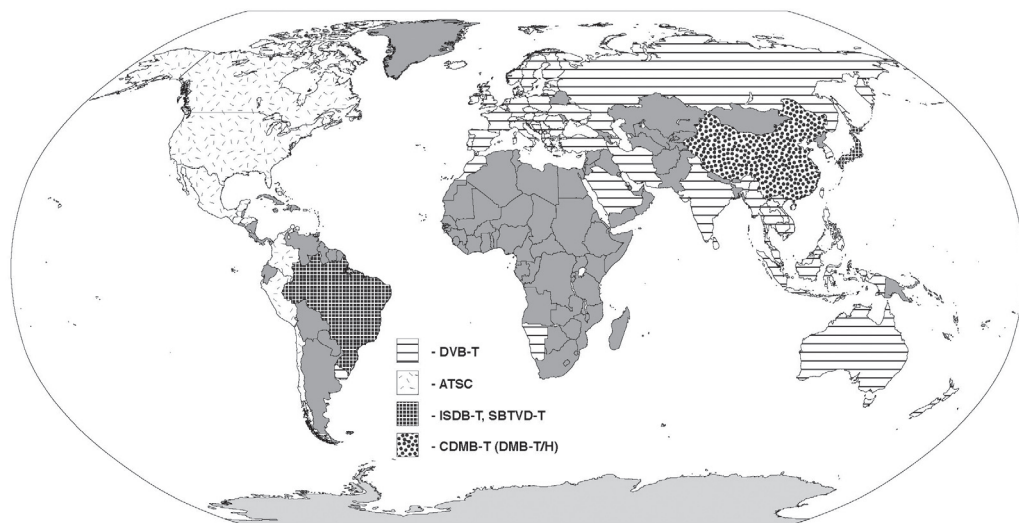 - DVB-T
- ATSC
- ISDB-T, SBTVD-T
- CDMB-T (DMB-T/H)